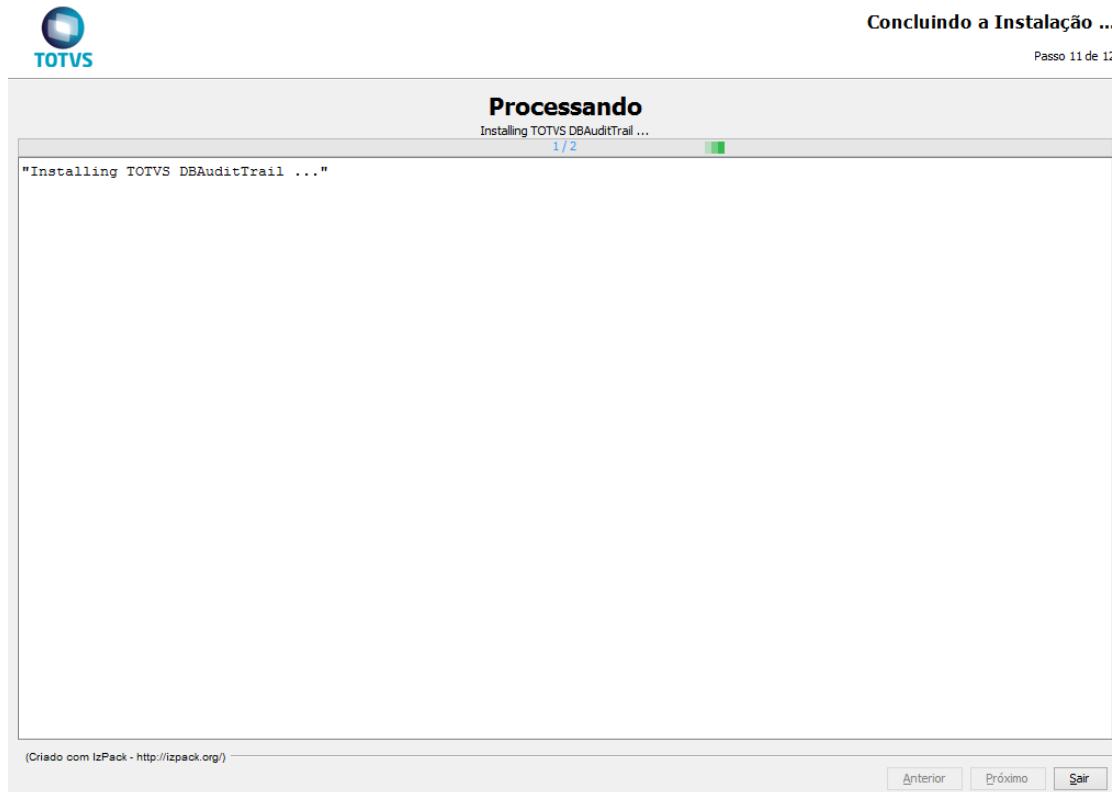 TOTVS
Concluindo a Instalação ...
Passo 11 de 12
Processando
Installing TOTVS DBAuditTrail ...
1 / 2
"Installing TOTVS DBAuditTrail ..."
(Criado com IzPack - http://izpack.org/)
Anterior Próximo Sair